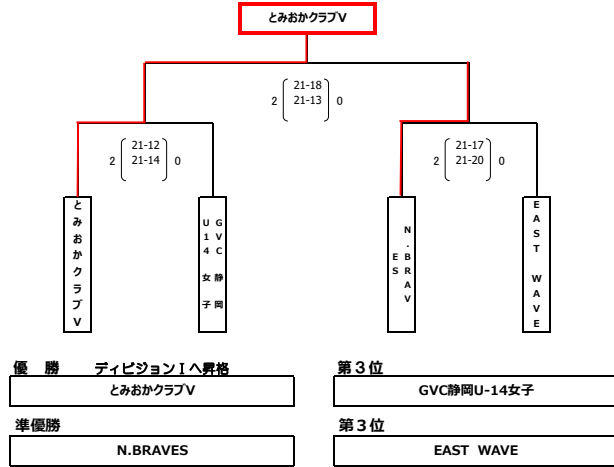 とみおかクラブV
2 21-18 0
21-13
2 21-12 0
21-14
2 21-17 0
21-20
とみおかクラブV
GVC静岡
U14女子
N.BRAV
ES
EAST WAVE
優 勝 ディビジョンⅠへ昇格
とみおかクラブV
第3位
GVC静岡U-14女子
準優勝
N.BRAVES
第3位
EAST WAVE